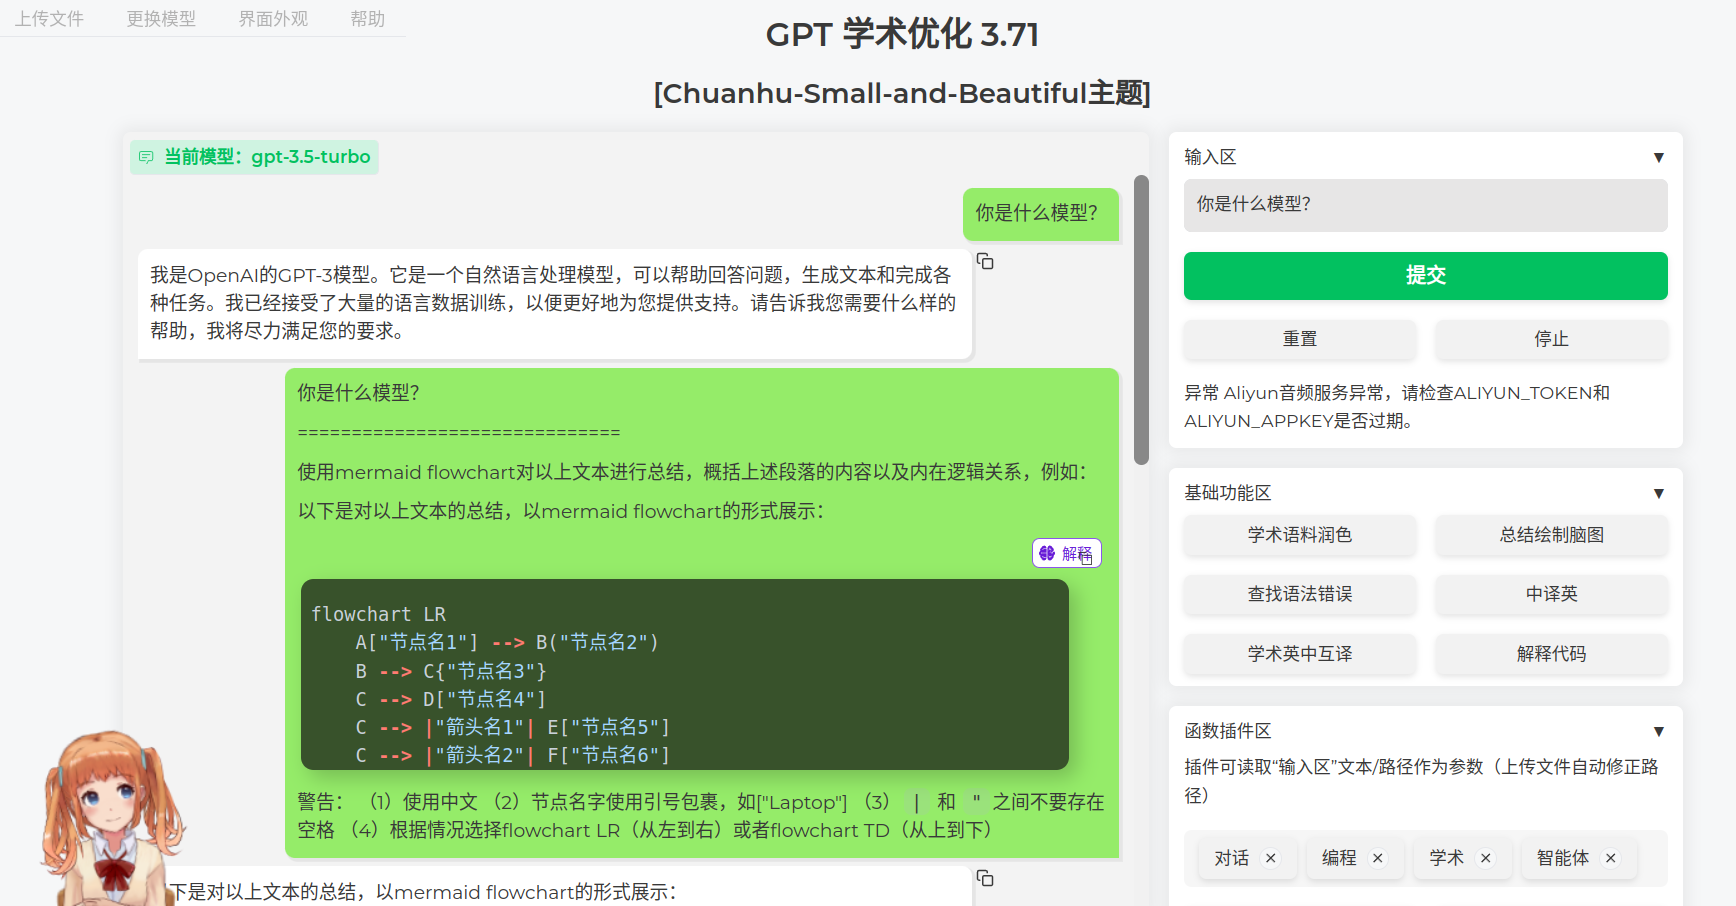 上传文件 更换模型 界面外观 帮助
GPT 学术优化 3.71
[Chuanhu-Small-and-Beautiful主题]
当前模型：gpt-3.5-turbo
你是什么模型？
我是OpenAI的GPT-3模型。它是一个自然语言处理模型，可以帮助回答问题，生成文本和完成各
种任务。我已经接受了大量的语言数据训练，以便更好地为您提供支持。请告诉我您需要什么样的
帮助，我将尽力满足您的要求。
你是什么模型？
==============================
使用mermaid flowchart对以上文本进行总结，概括上述段落的内容以及内在逻辑关系，例如：
以下是对以上文本的总结，以mermaid flowchart的形式展示：
解释
flowchart LR
A["节点名1"] --> B("节点名2")
B --> C{"节点名3"}
C --> D["节点名4"]
C --> |"箭头名1"| E["节点名5"]
C --> |"箭头名2"| F["节点名6"]
警告：（1）使用中文（2）节点名字使用引号包裹，如["Laptop"]（3） | 和 " 之间不要存在
空格（4）根据情况选择flowchart LR（从左到右）或者flowchart TD（从上到下）
下是对以上文本的总结，以mermaid flowchart的形式展示：
输入区 ▼
你是什么模型？
提交
重置 停止
异常 Aliyun音频服务异常，请检查ALIYUN_TOKEN和
ALIYUN_APPKEY是否过期。
基础功能区 ▼
学术语料润色 总结绘制脑图
查找语法错误 中译英
学术英中互译 解释代码
函数插件区 ▼
插件可读取“输入区”文本/路径作为参数（上传文件自动修正路
径）
对话 × 编程 × 学术 × 智能体 ×